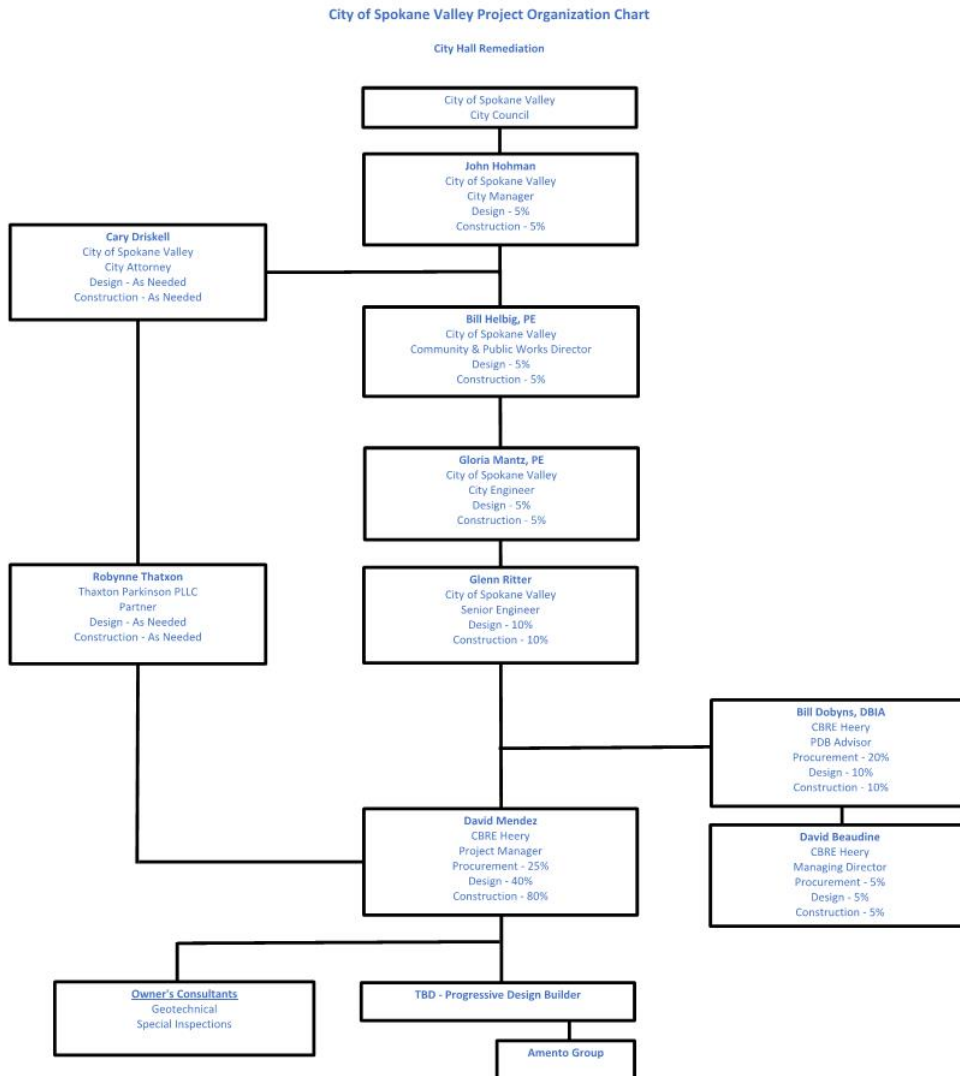 City of Spokane Valley Project Organization Chart
City Hall Remediation
City of Spokane Valley
City Council
John Hohman
City of Spokane Valley
City Manager
Design - 5%
Construction - 5%
Cary Driskell
City of Spokane Valley
City Attorney
Design - As Needed
Construction - As Needed
Bill Helbig, PE
City of Spokane Valley
Community & Public Works Director
Design - 5%
Construction - 5%
Gloria Mantz, PE
City of Spokane Valley
City Engineer
Design - 5%
Construction - 5%
Robynne Thatxon
Thaxton Parkinson PLLC
Partner
Design - As Needed
Construction - As Needed
Glenn Ritter
City of Spokane Valley
Senior Engineer
Design - 10%
Construction - 10%
Bill Dobyns, DBIA
CBRE Heery
PDB Advisor
Procurement - 20%
Design - 10%
Construction - 10%
David Mendez
CBRE Heery
Project Manager
Procurement - 25%
Design - 40%
Construction - 80%
David Beaudine
CBRE Heery
Managing Director
Procurement - 5%
Design - 5%
Construction - 5%
Owner's Consultants
Geotechnical
Special Inspections
TBD - Progressive Design Builder
Amento Group